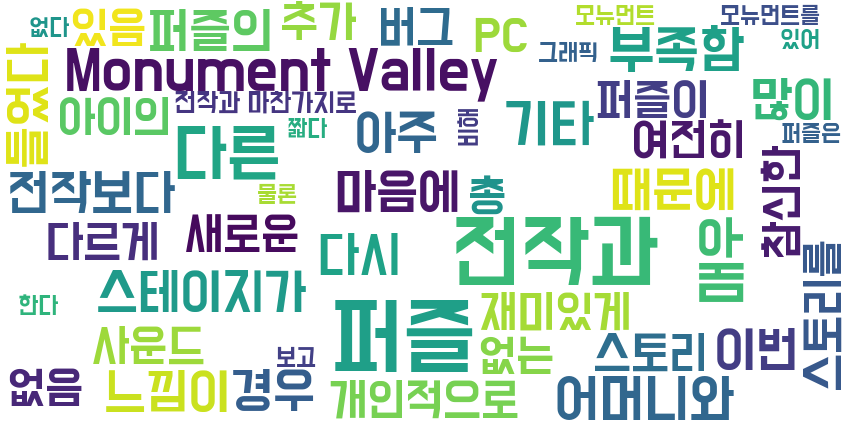 없다
있음
퍼즐의
추가
버그
PC
모뉴먼트
모뉴먼트를
있어
그래픽
부족함
들었다
Monument Valley
아이의
전작과 마찬가지로
짧다
아주
비해
기타
퍼즐이
많이
여전히
퍼즐은
다른
전작보다
물론
마음에
총
때문에
참신한
다르게
새로운
다시
전작과
아몸
스토리를
스테이지가
한다
퍼즐
재미있게
사운드
보고
없는
스토리
이번
없음
느낌이
경우
개인적으로
어머니와